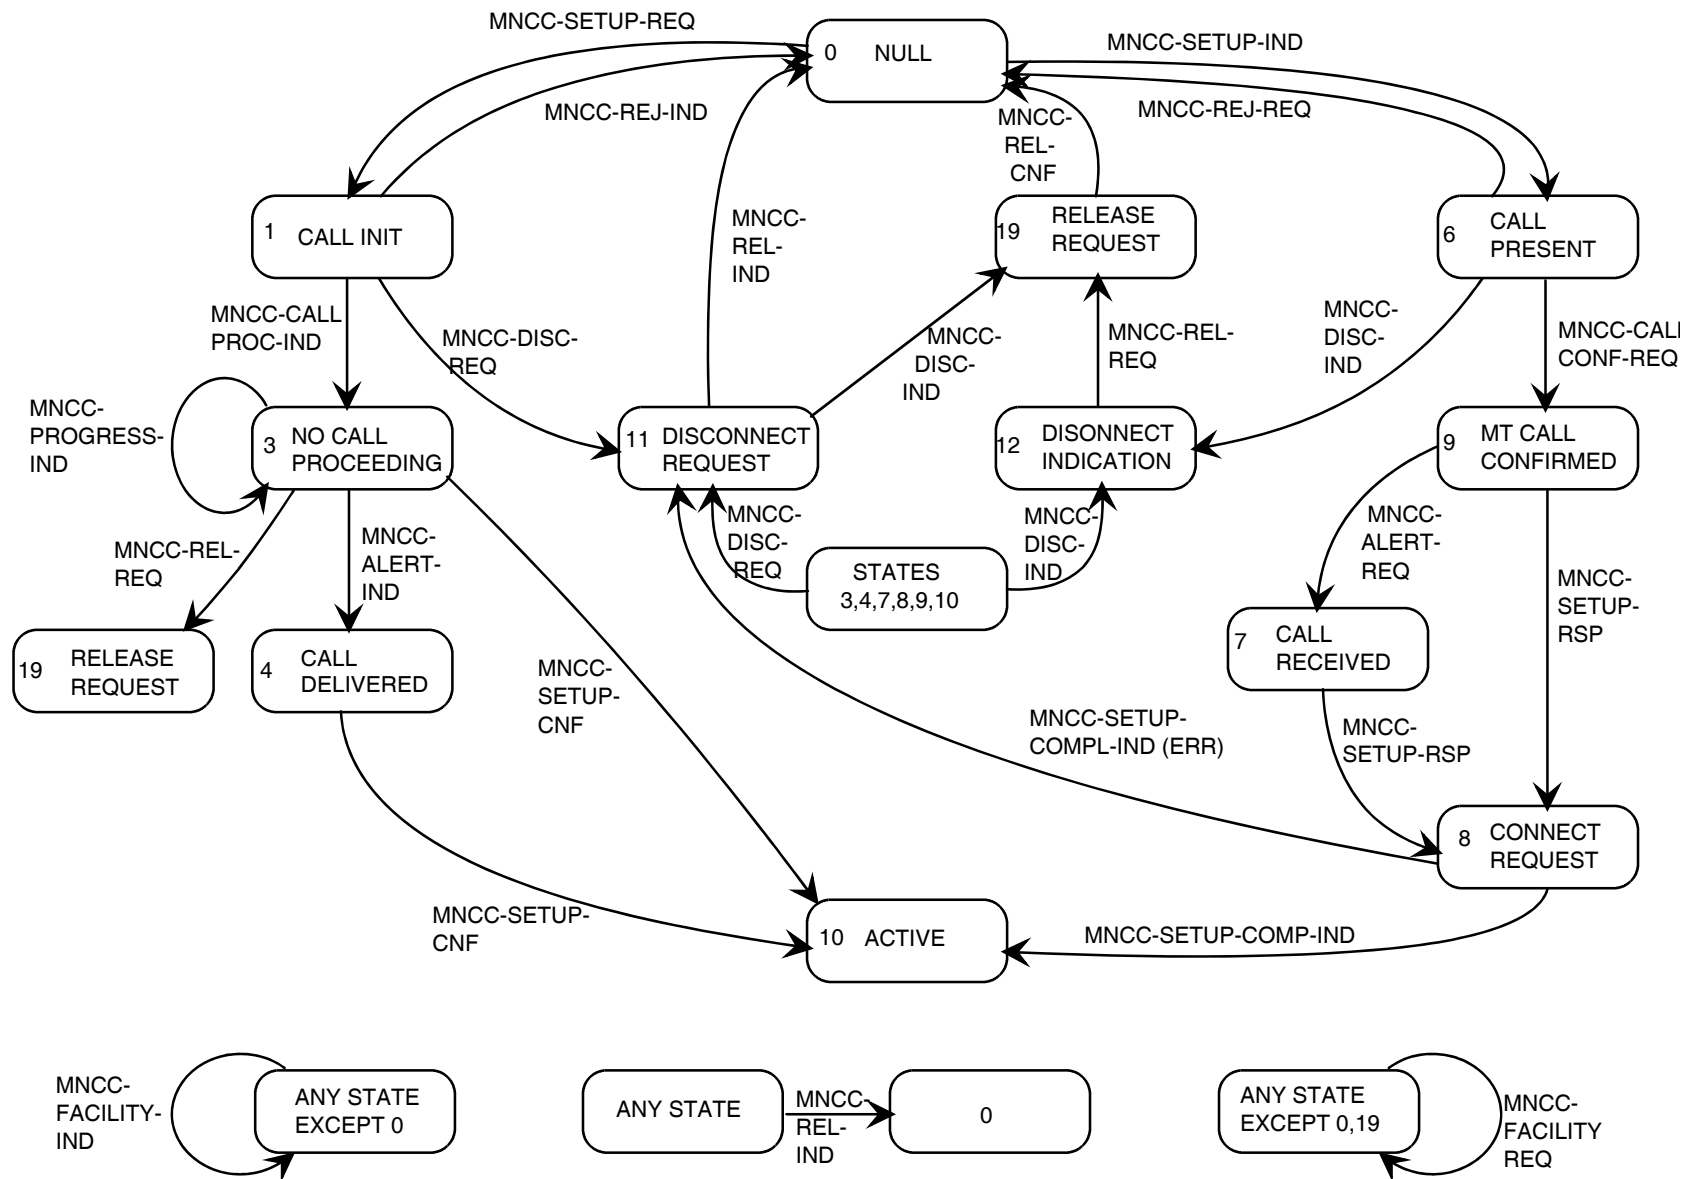 MNCC-SETUP-REQ
0 NULL
MNCC-SETUP-IND
MNCC-REJ-IND
MNCC-
REL-
CNF
MNCC-REJ-REQ
1 CALL INIT
MNCC-
REL-
IND
19 RELEASE
REQUEST
6 CALL
PRESENT
MNCC-CALL
PROC-IND
MNCC-DISC-
REQ
MNCC-
DISC-
IND
MNCC-REL-
REQ
MNCC-
DISC-
IND
MNCC-CAL
CONF-REQ
MNCC-
PROGRESS-
IND
3 NO CALL
PROCEEDING
11 DISCONNECT
REQUEST
12 DISONNECT
INDICATION
9 MT CALL
CONFIRMED
MNCC-REL-
REQ
MNCC-
ALERT-
IND
MNCC-
DISC-
REQ
STATES
3,4,7,8,9,10
MNCC-
DISC-
IND
MNCC-
ALERT-
REQ
MNCC-
SETUP-
RSP
19 RELEASE
REQUEST
4 CALL
DELIVERED
MNCC-
SETUP-
CNF
7 CALL
RECEIVED
MNCC-SETUP-
COMPL-IND (ERR)
MNCC-
SETUP-RSP
8 CONNECT
REQUEST
MNCC-SETUP-
CNF
10 ACTIVE
MNCC-SETUP-COMP-IND
MNCC-
FACILITY-
IND
ANY STATE
EXCEPT 0
ANY STATE
MNCC-
REL-
IND
0
ANY STATE
EXCEPT 0,19
MNCC-
FACILITY
REQ